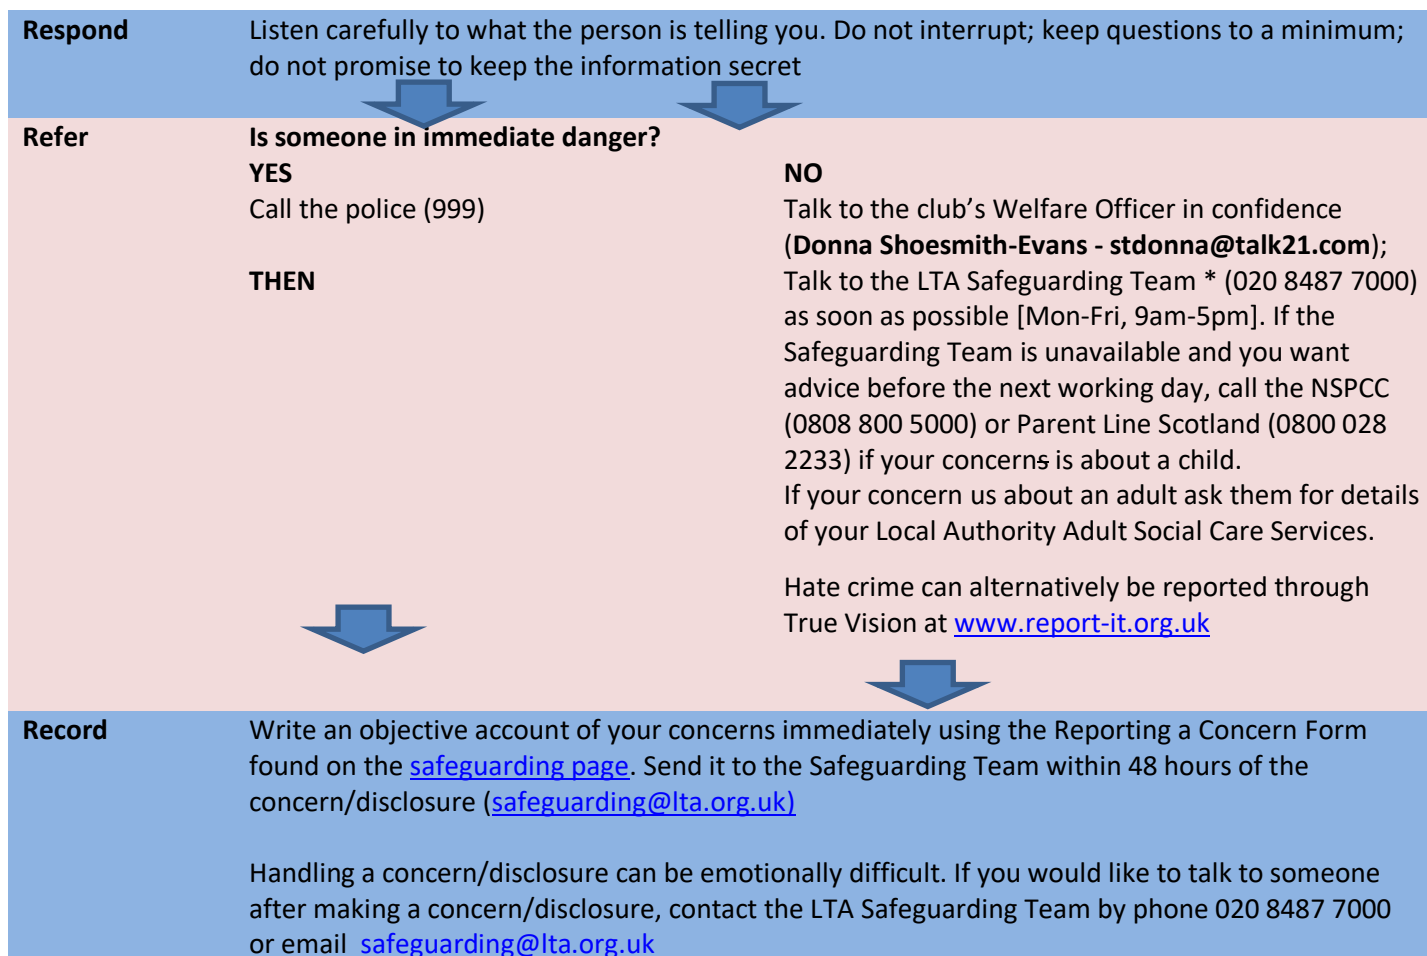 Respond
Listen carefully to what the person is telling you. Do not interrupt; keep questions to a minimum;
do not promise to keep the information secret
Refer
Is someone in immediate danger?
YES
Call the police (999)
THEN
NO
Talk to the club’s Welfare Officer in confidence
(Donna Shoesmith-Evans - stdonna@talk21.com);
Talk to the LTA Safeguarding Team * (020 8487 7000)
as soon as possible [Mon-Fri, 9am-5pm]. If the
Safeguarding Team is unavailable and you want
advice before the next working day, call the NSPCC
(0808 800 5000) or Parent Line Scotland (0800 028
2233) if your concerns is about a child.
If your concern us about an adult ask them for details
of your Local Authority Adult Social Care Services.
Hate crime can alternatively be reported through
True Vision at www.report-it.org.uk
Record
Write an objective account of your concerns immediately using the Reporting a Concern Form
found on the safeguarding page. Send it to the Safeguarding Team within 48 hours of the
concern/disclosure (safeguarding@lta.org.uk)
Handling a concern/disclosure can be emotionally difficult. If you would like to talk to someone
after making a concern/disclosure, contact the LTA Safeguarding Team by phone 020 8487 7000
or email safeguarding@lta.org.uk